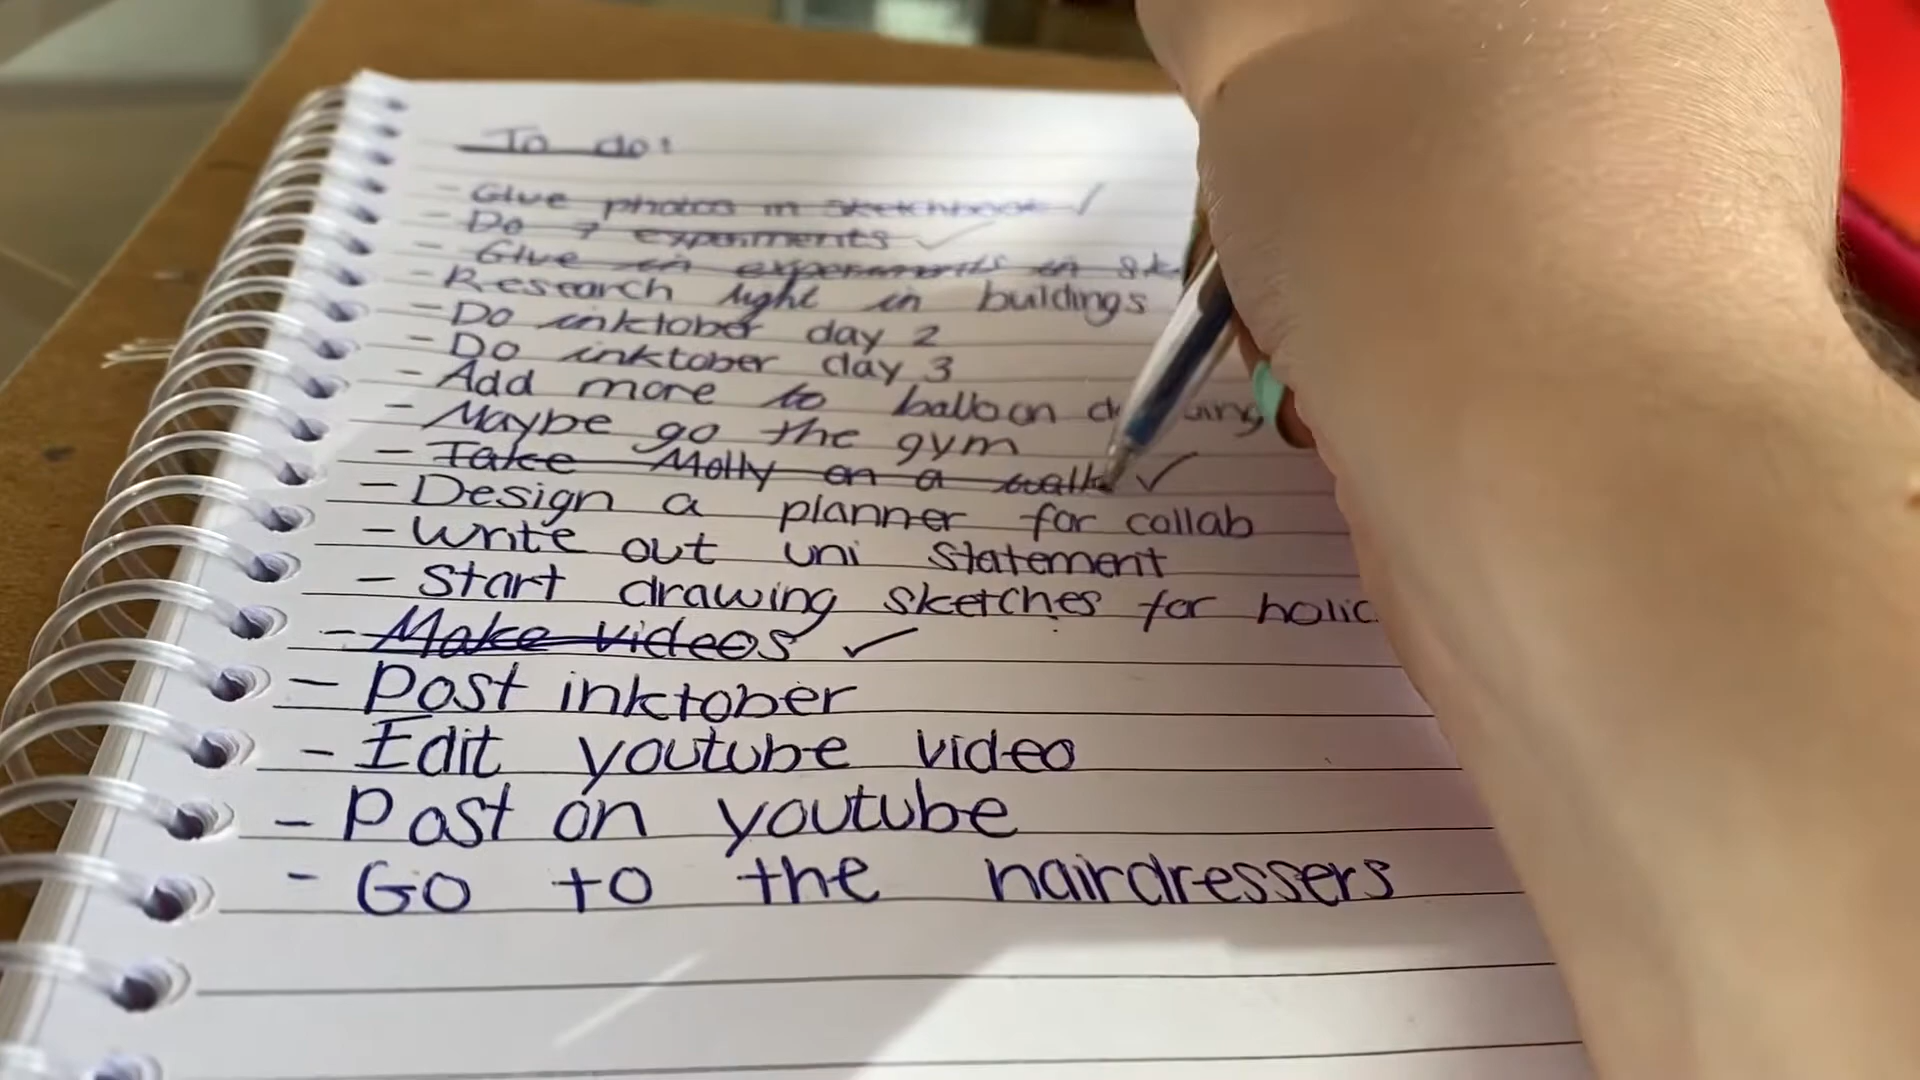 To do:
- Glue photos in sketchbook ✓
- Do 7 experiments ✓
- Glue in experiments in sk
- Research light in buildings
- Do inktober day 2
- Do inktober day 3
- Add more to balloon
- Maybe go the gym
- Take Molly on a walk ✓
- Design a planner for collab
- Write out uni statement
- Start drawing sketches for holid
- Make videos ✓
- Post inktober
- Edit youtube video
- Post on youtube
- Go to the hairdressers